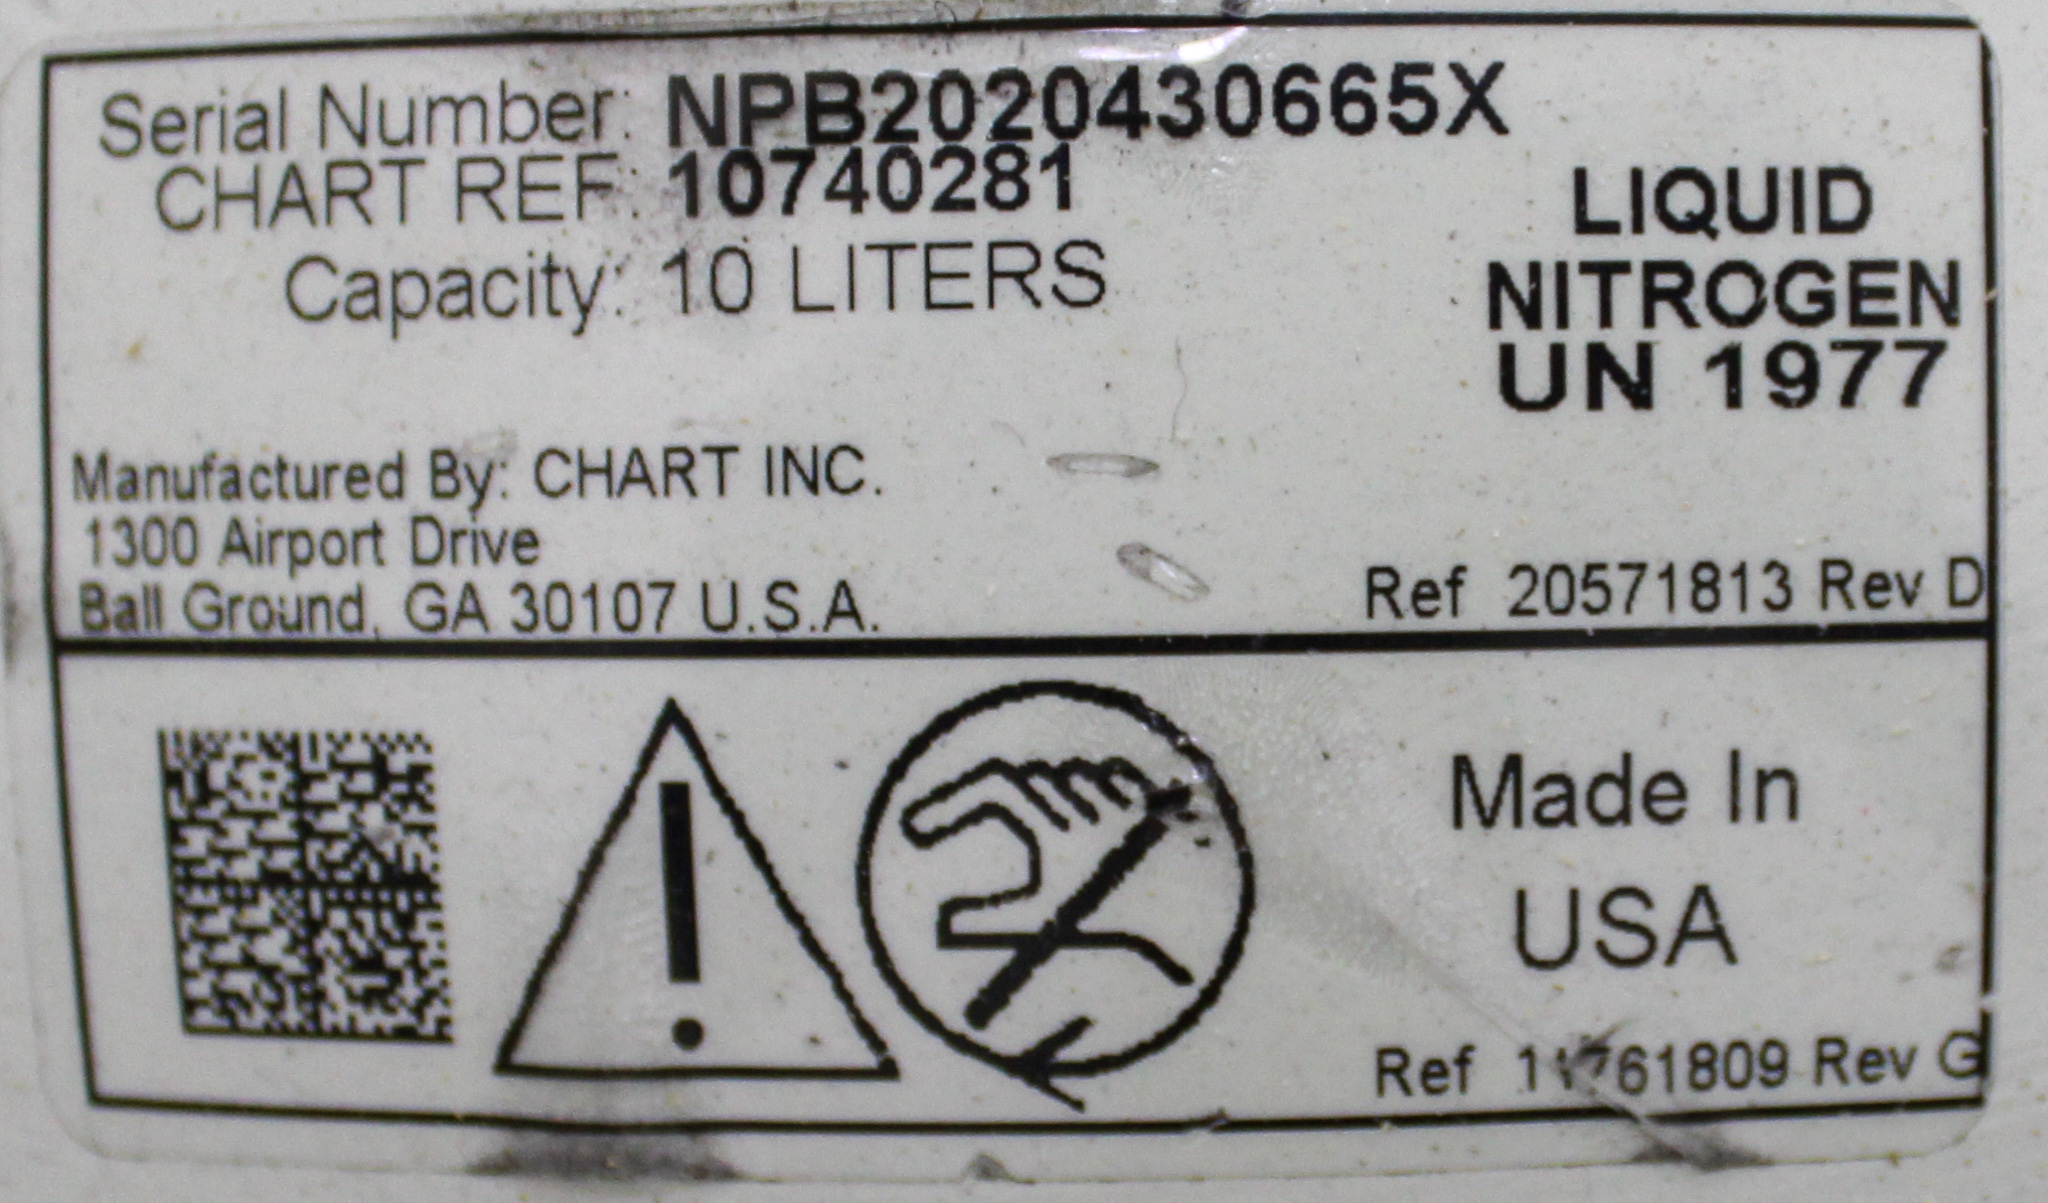 Serial Number: NPB2020430665X
CHART REF: 10740281
Capacity: 10 LITERS
LIQUID
NITROGEN
UN 1977
Manufactured By: CHART INC.
1300 Airport Drive
Ball Ground, GA 30107 U.S.A.
Ref 20571813 Rev D
Made In
USA
Ref Rev G